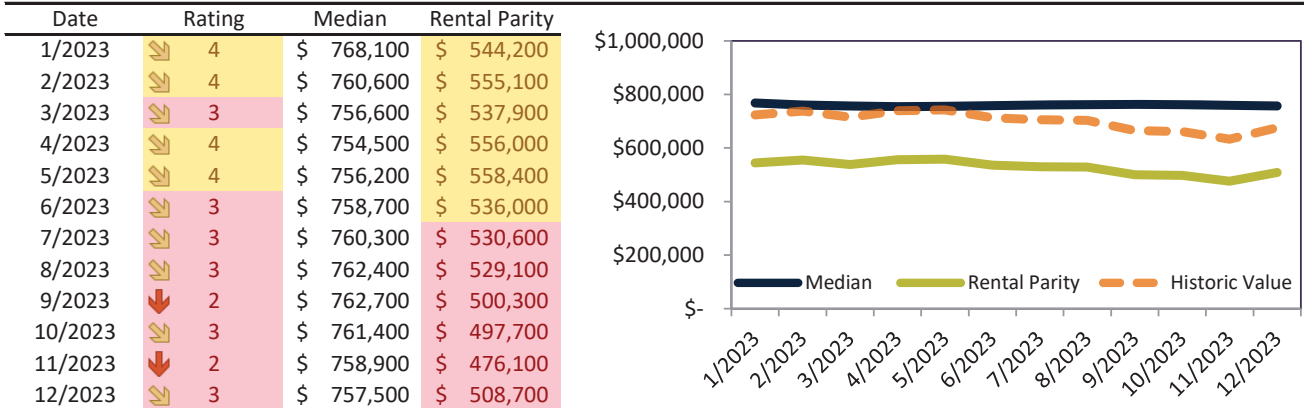 Date Rating Median Rental Parity
1/2023 4 $ 768,100 $ 544,200
2/2023 4 $ 760,600 $ 555,100
3/2023 3 $ 756,600 $ 537,900
4/2023 4 $ 754,500 $ 556,000
5/2023 4 $ 756,200 $ 558,400
6/2023 3 $ 758,700 $ 536,000
7/2023 3 $ 760,300 $ 530,600
8/2023 3 $ 762,400 $ 529,100
9/2023 2 $ 762,700 $ 500,300
10/2023 3 $ 761,400 $ 497,700
11/2023 2 $ 758,900 $ 476,100
12/2023 3 $ 757,500 $ 508,700
$1,000,000
$800,000
$600,000
$400,000
$200,000
$-
Median Rental Parity Historic Value
1/2023 2/2023 3/2023 4/2023 5/2023 6/2023 7/2023 8/2023 9/2023 10/2023 11/2023 12/2023